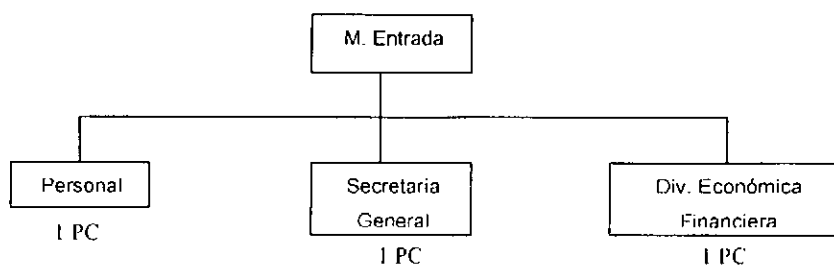 M. Entrada
Personal
1 PC
Secretaria
General
1 PC
Div. Económica
Financiera
1 PC